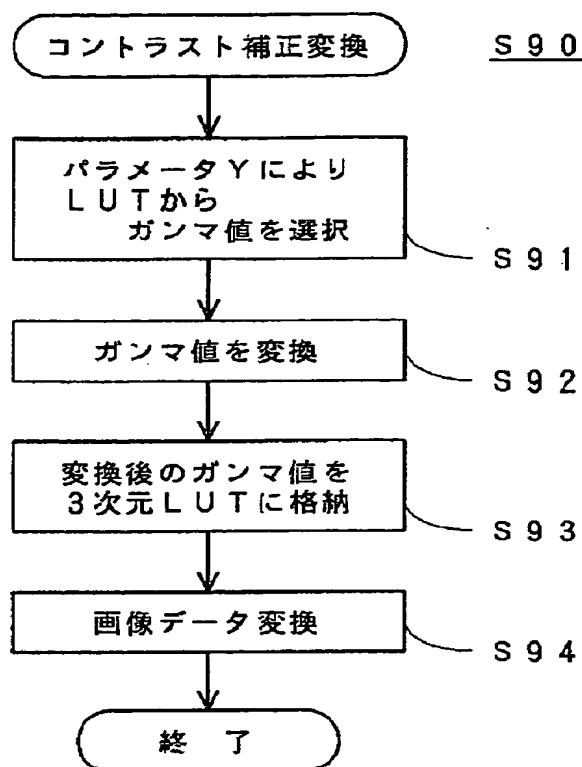 コントラスト補正変換
S90
パラメータYにより
LUTから
ガンマ値を選択
S91
ガンマ値を変換
S92
変換後のガンマ値を
3次元LUTに格納
S93
画像データ変換
S94
終 了